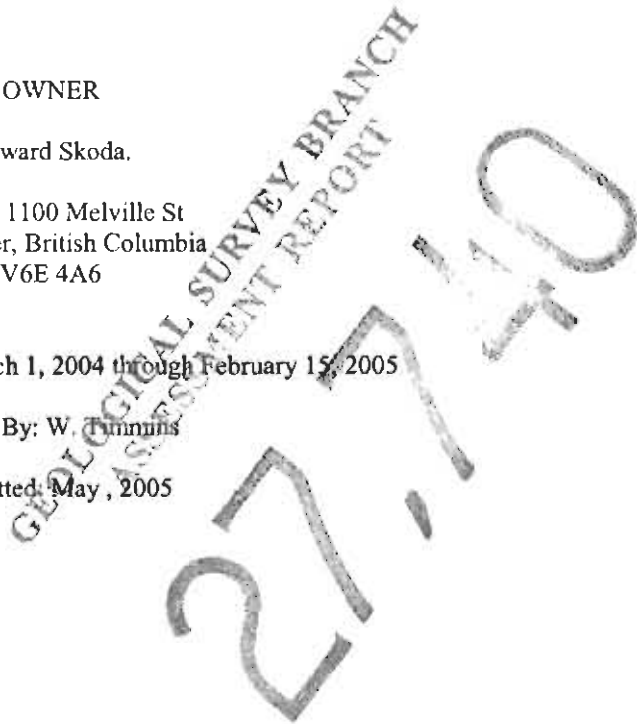 OWNER
ward Skoda.
1100 Melville St
er, British Columbia
V6E 4A6
ch 1, 2004 through February 15, 2005
By: W. Timmins
tted: May , 2005
GEOLOGICAL SURVEY BRANCH
ASSESSMENT REPORT
27,740